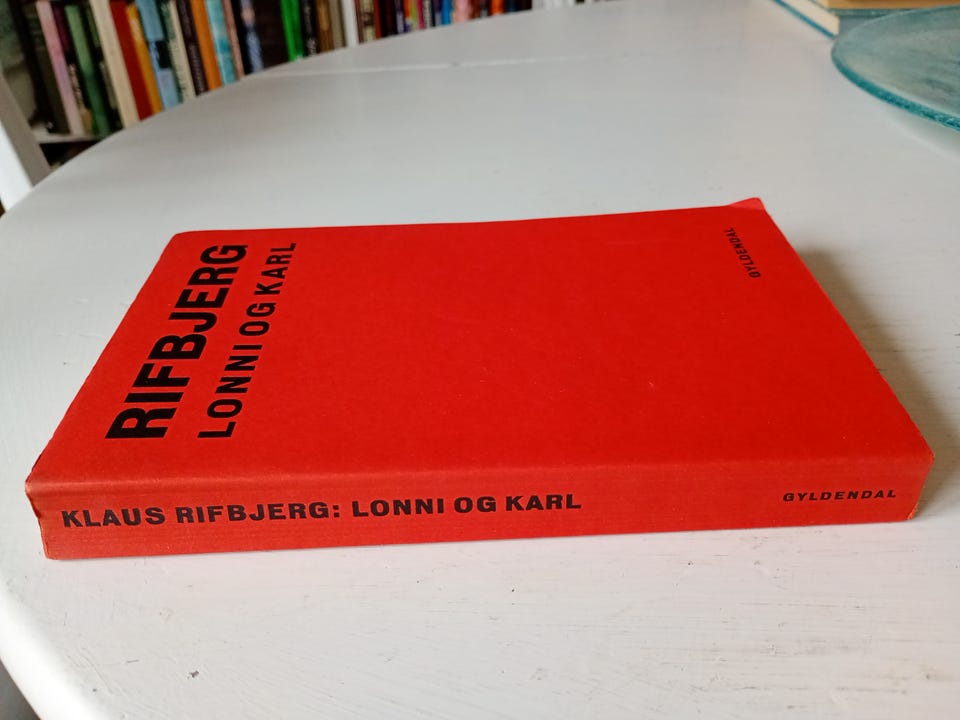 RIFBJERG
LONNI OG KARL
GYLDENDAL
KLAUS RIFBJERG: LONNI OG KARL
GYLDENDAL